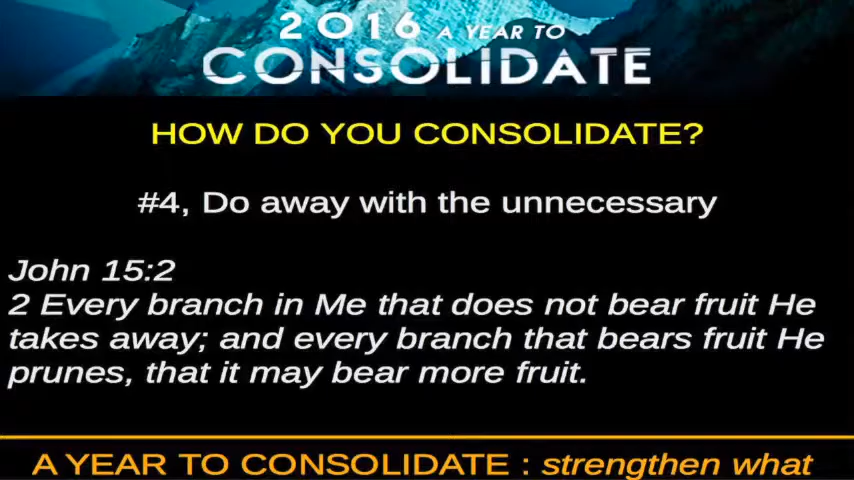 2016 A YEAR TO
CONSOLIDATE
HOW DO YOU CONSOLIDATE?
#4, Do away with the unnecessary
John 15:2
2 Every branch in Me that does not bear fruit He
takes away; and every branch that bears fruit He
prunes, that it may bear more fruit.
A YEAR TO CONSOLIDATE : strengthen what